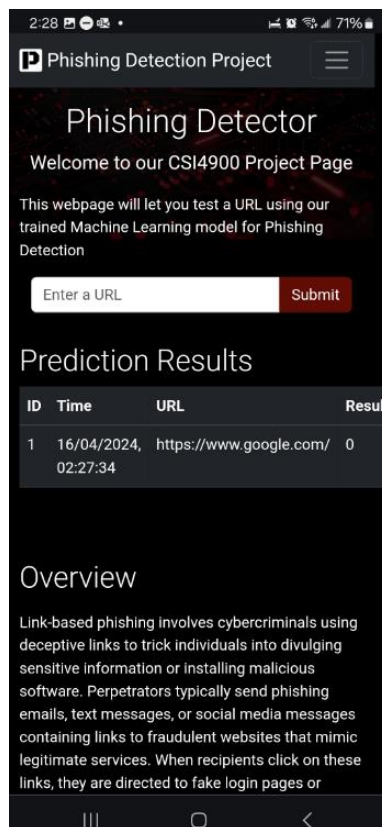 2:28 71%
P Phishing Detection Project
Phishing Detector
Welcome to our CSI4900 Project Page
This webpage will let you test a URL using our
trained Machine Learning model for Phishing
Detection
Enter a URL Submit
Prediction Results
ID Time URL Resul
1 16/04/2024, https://www.google.com/ 0
02:27:34
Overview
Link-based phishing involves cybercriminals using
deceptive links to trick individuals into divulging
sensitive information or installing malicious
software. Perpetrators typically send phishing
emails, text messages, or social media messages
containing links to fraudulent websites that mimic
legitimate services. When recipients click on these
links, they are directed to fake login pages or